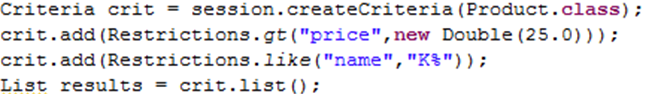 Criteria crit = session.createCriteria(Product.class);
crit.add(Restrictions.gt("price",new Double(25.0)));
crit.add(Restrictions.like("name","K%"));
List results = crit.list();